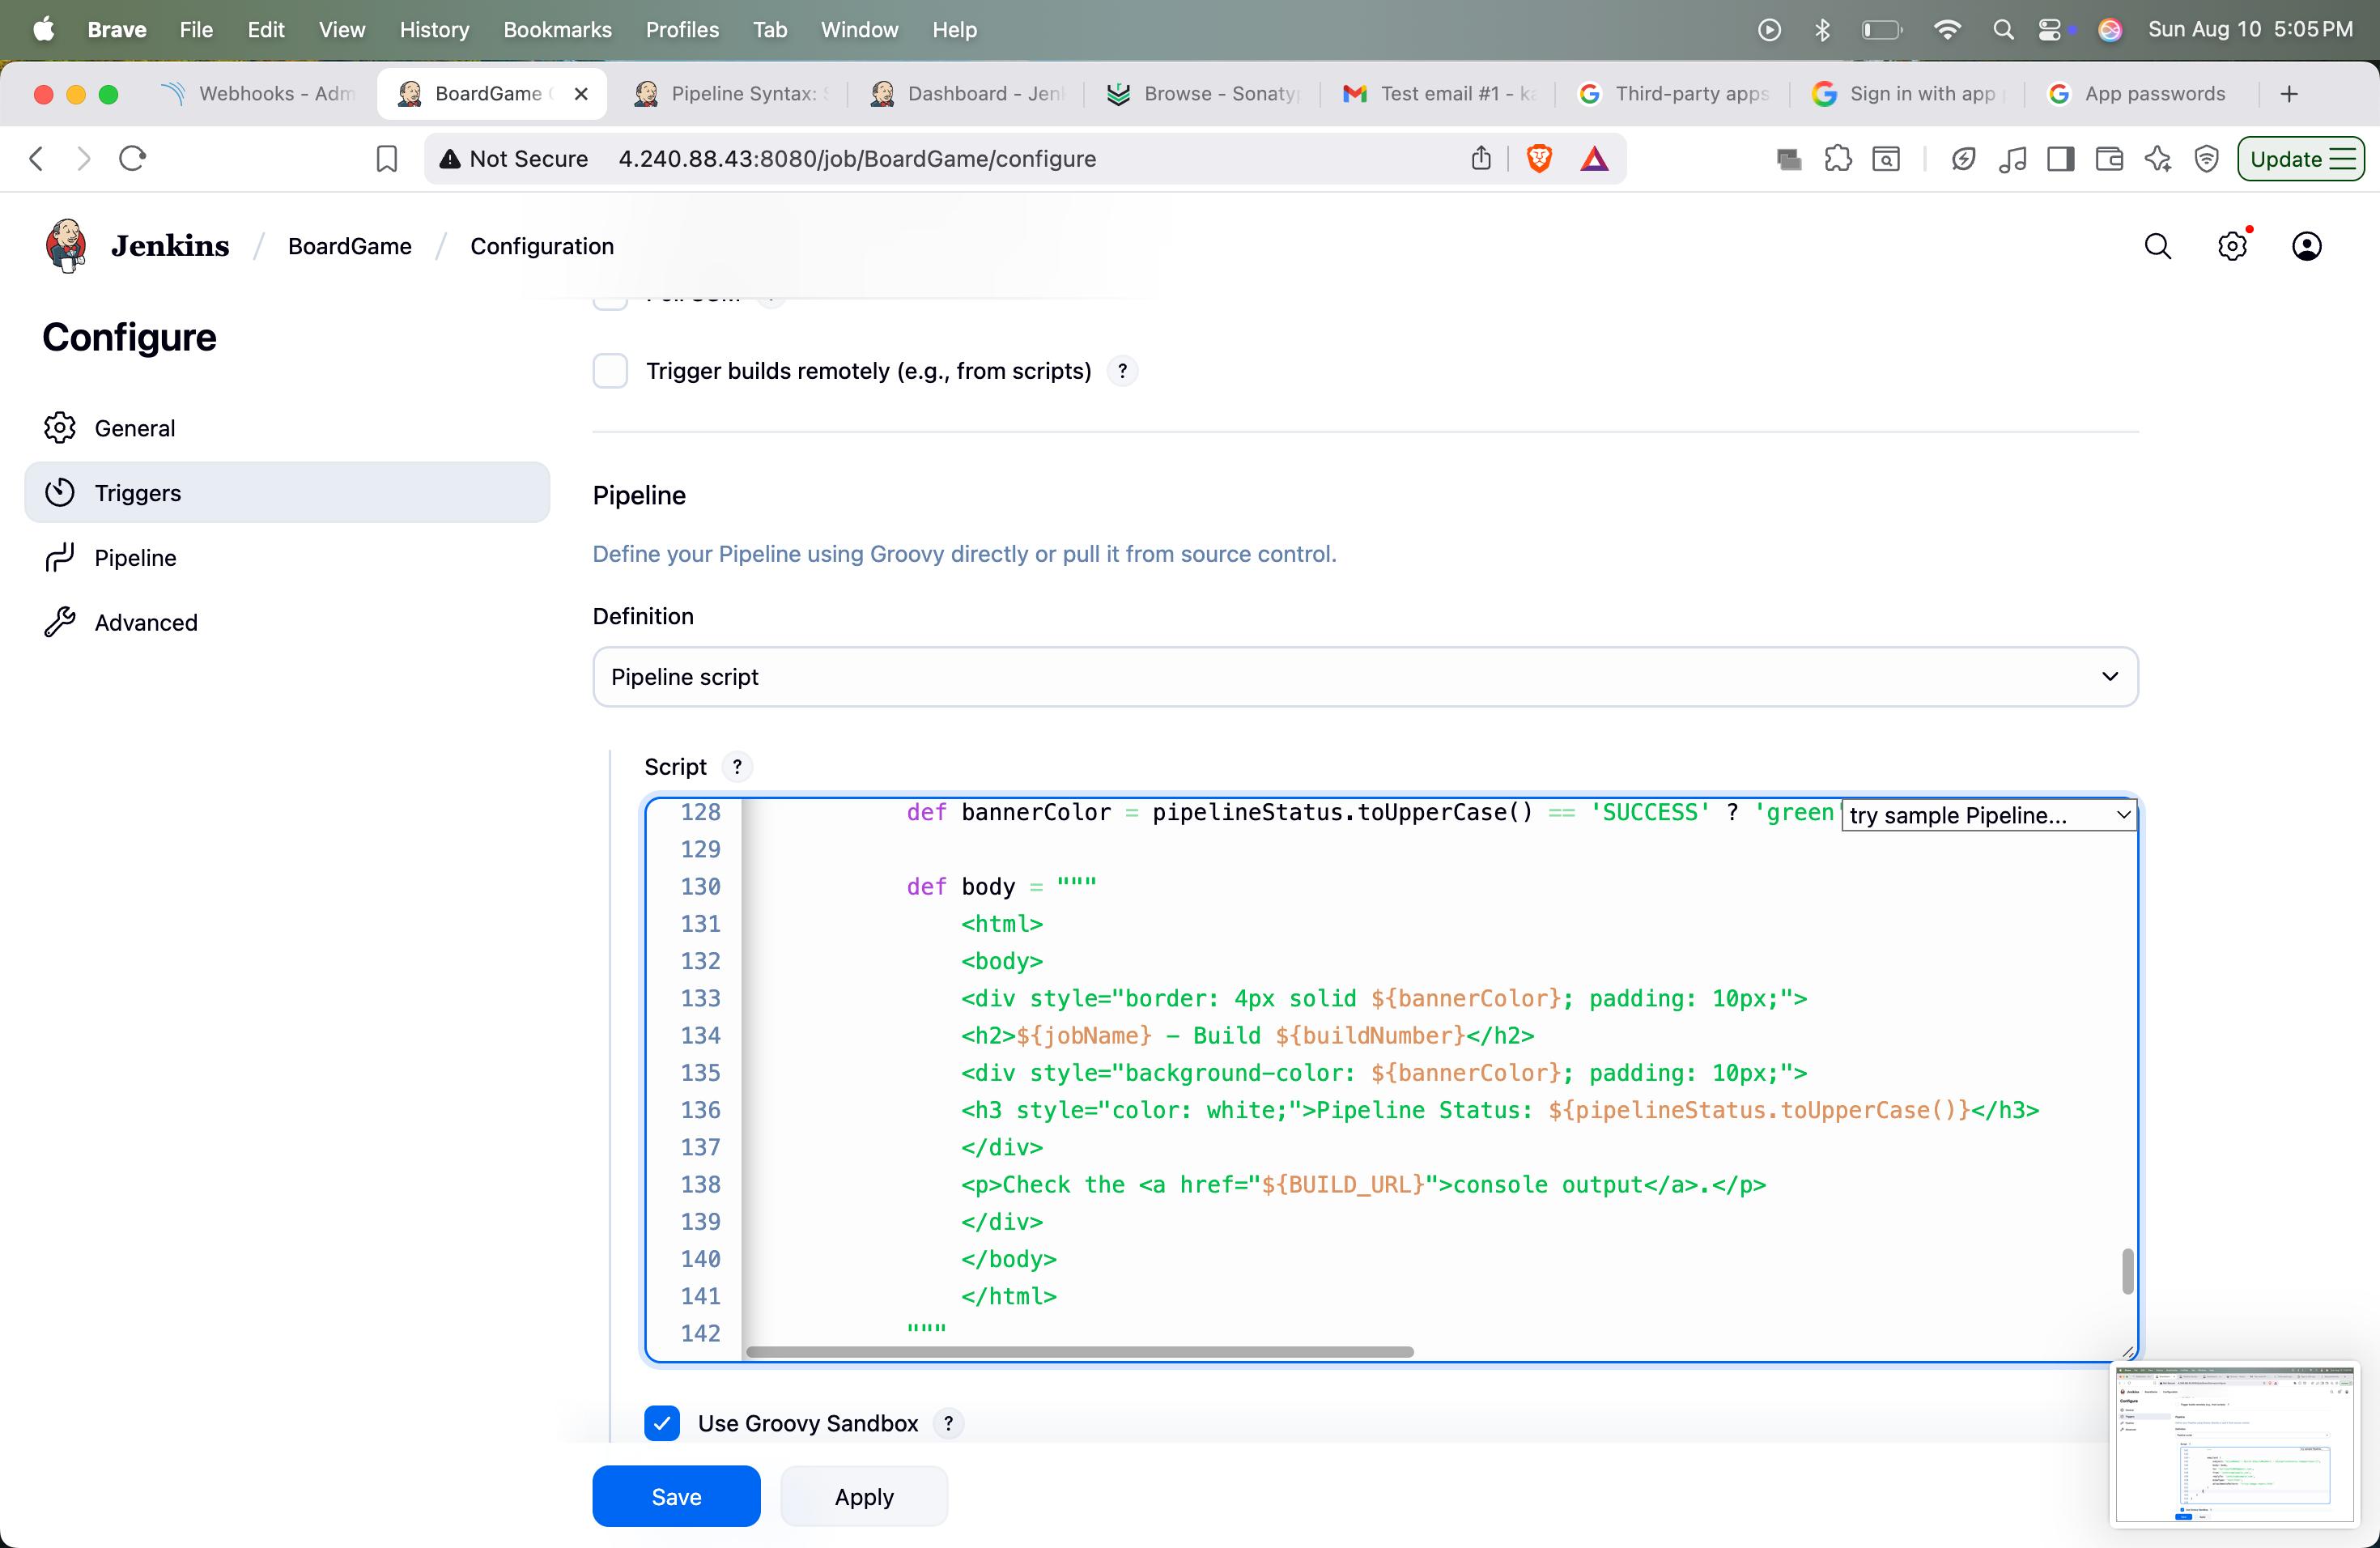 Brave File Edit View History Bookmarks Profiles Tab Window Help Sun Aug 10 5:05 PM
Webhooks - Adm BoardGame Pipeline Syntax: Dashboard - Jen Browse - Sonaty Test email #1 - ka Third-party apps Sign in with app App passwords
Not Secure 4.240.88.43:8080/job/BoardGame/configure Update
Jenkins / BoardGame / Configuration
Configure
General
Triggers
Pipeline
Advanced
Trigger builds remotely (e.g., from scripts) ?
Pipeline
Define your Pipeline using Groovy directly or pull it from source control.
Definition
Pipeline script
Script ?
try sample Pipeline...
128 def bannerColor = pipelineStatus.toUpperCase() == 'SUCCESS' ? 'green'
129
130 def body = """
131 <html>
132 <body>
133 <div style="border: 4px solid ${bannerColor}; padding: 10px;">
134 <h2>${jobName} - Build ${buildNumber}</h2>
135 <div style="background-color: ${bannerColor}; padding: 10px;">
136 <h3 style="color: white;">Pipeline Status: ${pipelineStatus.toUpperCase()}</h3>
137 </div>
138 <p>Check the <a href="${BUILD_URL}">console output</a>.</p>
139 </div>
140 </body>
141 </html>
142 """
Use Groovy Sandbox ?
Save Apply